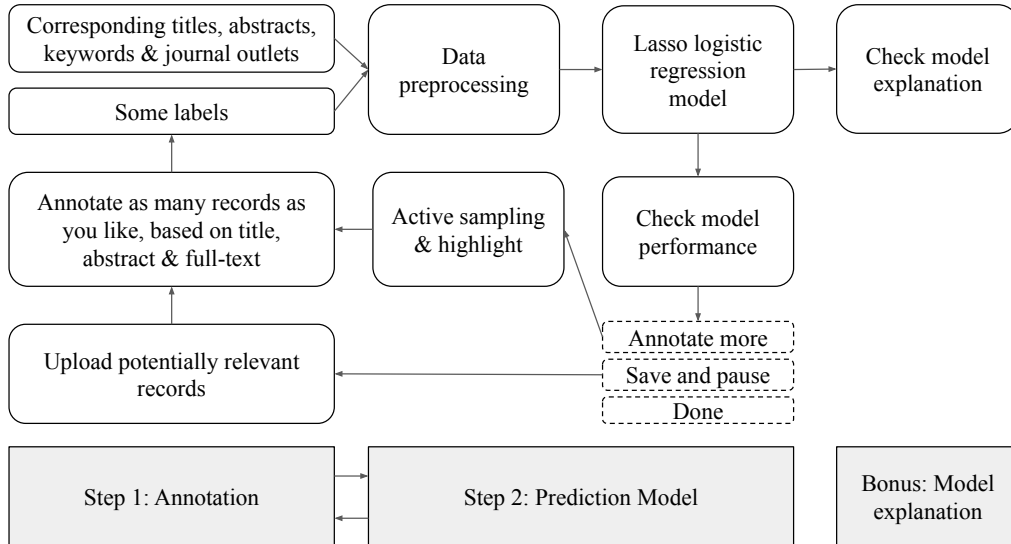 Corresponding titles, abstracts,
keywords & journal outlets
Some labels
Data
preprocessing
Lasso logistic
regression
model
Check model
explanation
Annotate as many records as
you like, based on title,
abstract & full-text
Active sampling
& highlight
Check model
performance
Annotate more
Save and pause
Done
Upload potentially relevant
records
Step 1: Annotation
Step 2: Prediction Model
Bonus: Model
explanation